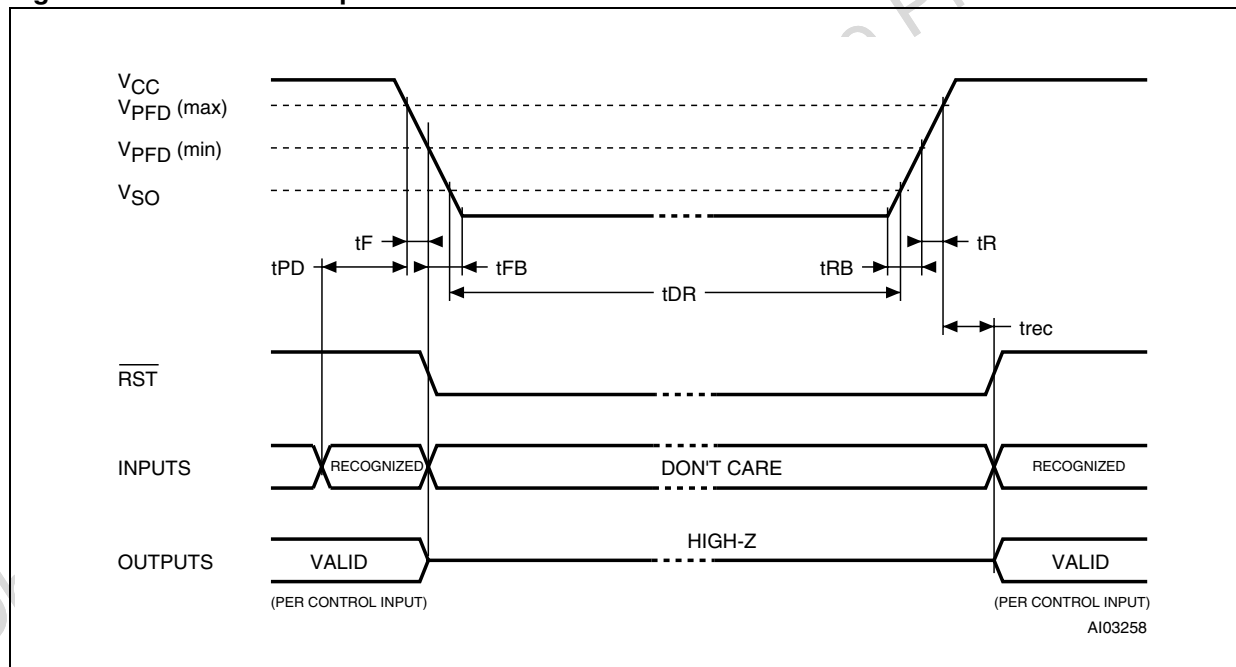 VCC
VPFD (max)
VPFD (min)
VSO
tF
tR
tPD
tFB
tRB
tDR
trec
RST
INPUTS
RECOGNIZED
DON'T CARE
RECOGNIZED
HIGH-Z
OUTPUTS
VALID
VALID
(PER CONTROL INPUT)
(PER CONTROL INPUT)
AI03258